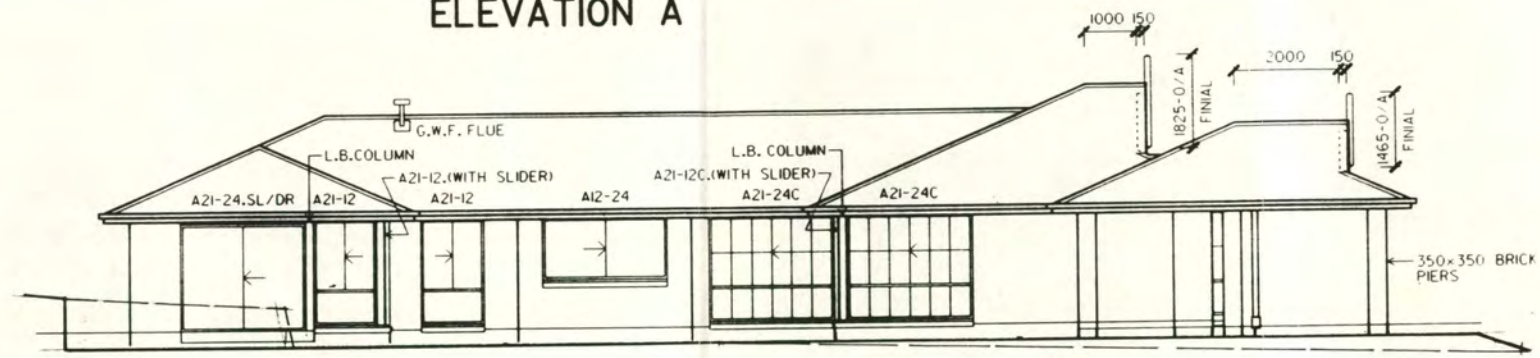 ELEVATION A
1000 150
2000 150
1825-O/A
FINIAL
1465-O/A
FINIAL
G.W.F. FLUE
L.B.COLUMN
L.B. COLUMN
A21-12.(WITH SLIDER)
A21-12C.(WITH SLIDER)
A21-24.SL/DR A21-12 A21-12 A12-24 A21-24C A21-24C
350×350 BRICK
PIERS